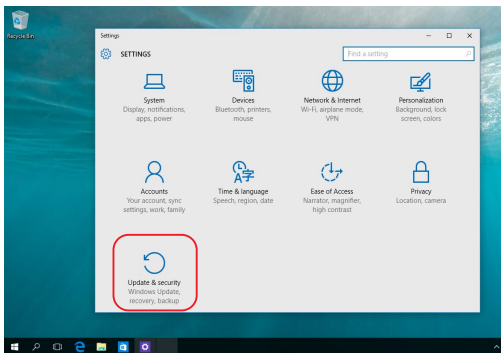 Recycle Bin
Settings
SETTINGS
Find a setting
System
Display, notifications,
apps, power
Devices
Bluetooth, printers,
mouse
Network & Internet
Wi-Fi, airplane mode,
VPN
Personalization
Background, lock
screen, colors
Accounts
Your account, sync
settings, work, family
A字
Time & language
Speech, region, date
Ease of Access
Narrator, magnifier,
high contrast
Privacy
Location, camera
Update & security
Windows Update,
recovery, backup